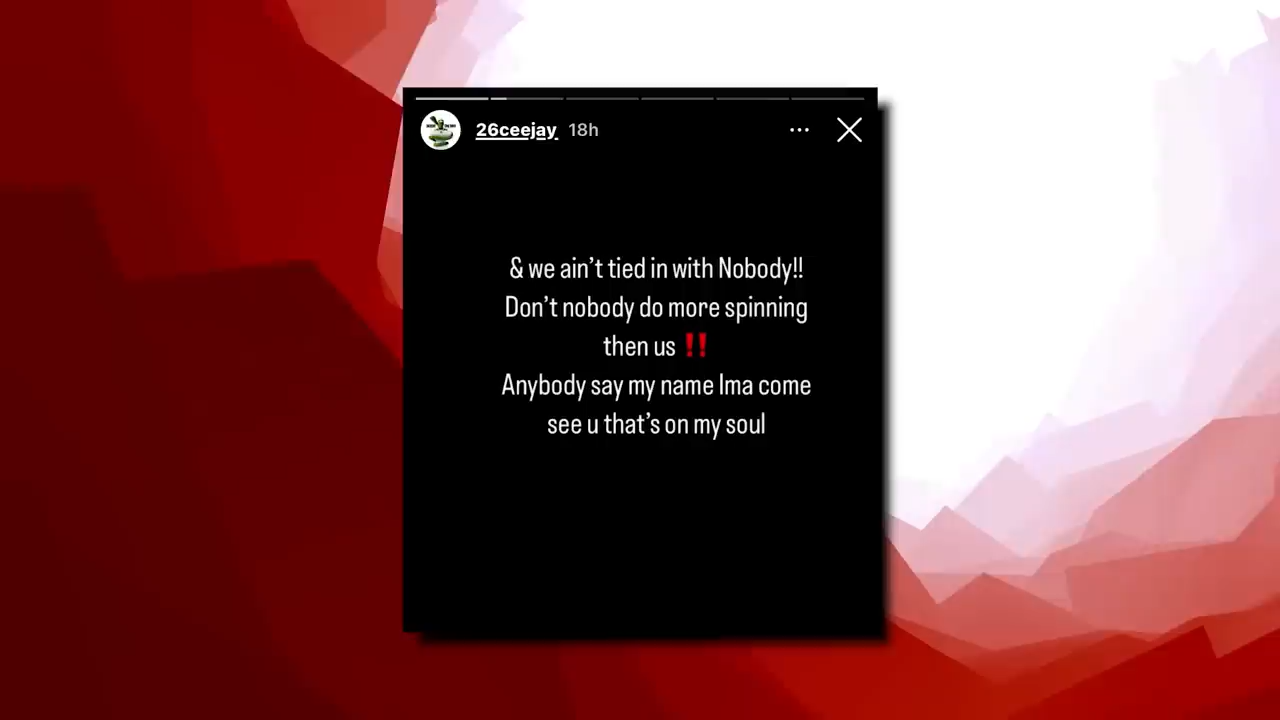 26ceejay 18h
& we ain't tied in with Nobody!!
Don't nobody do more spinning
then us ‼️
Anybody say my name Ima come
see u that's on my soul